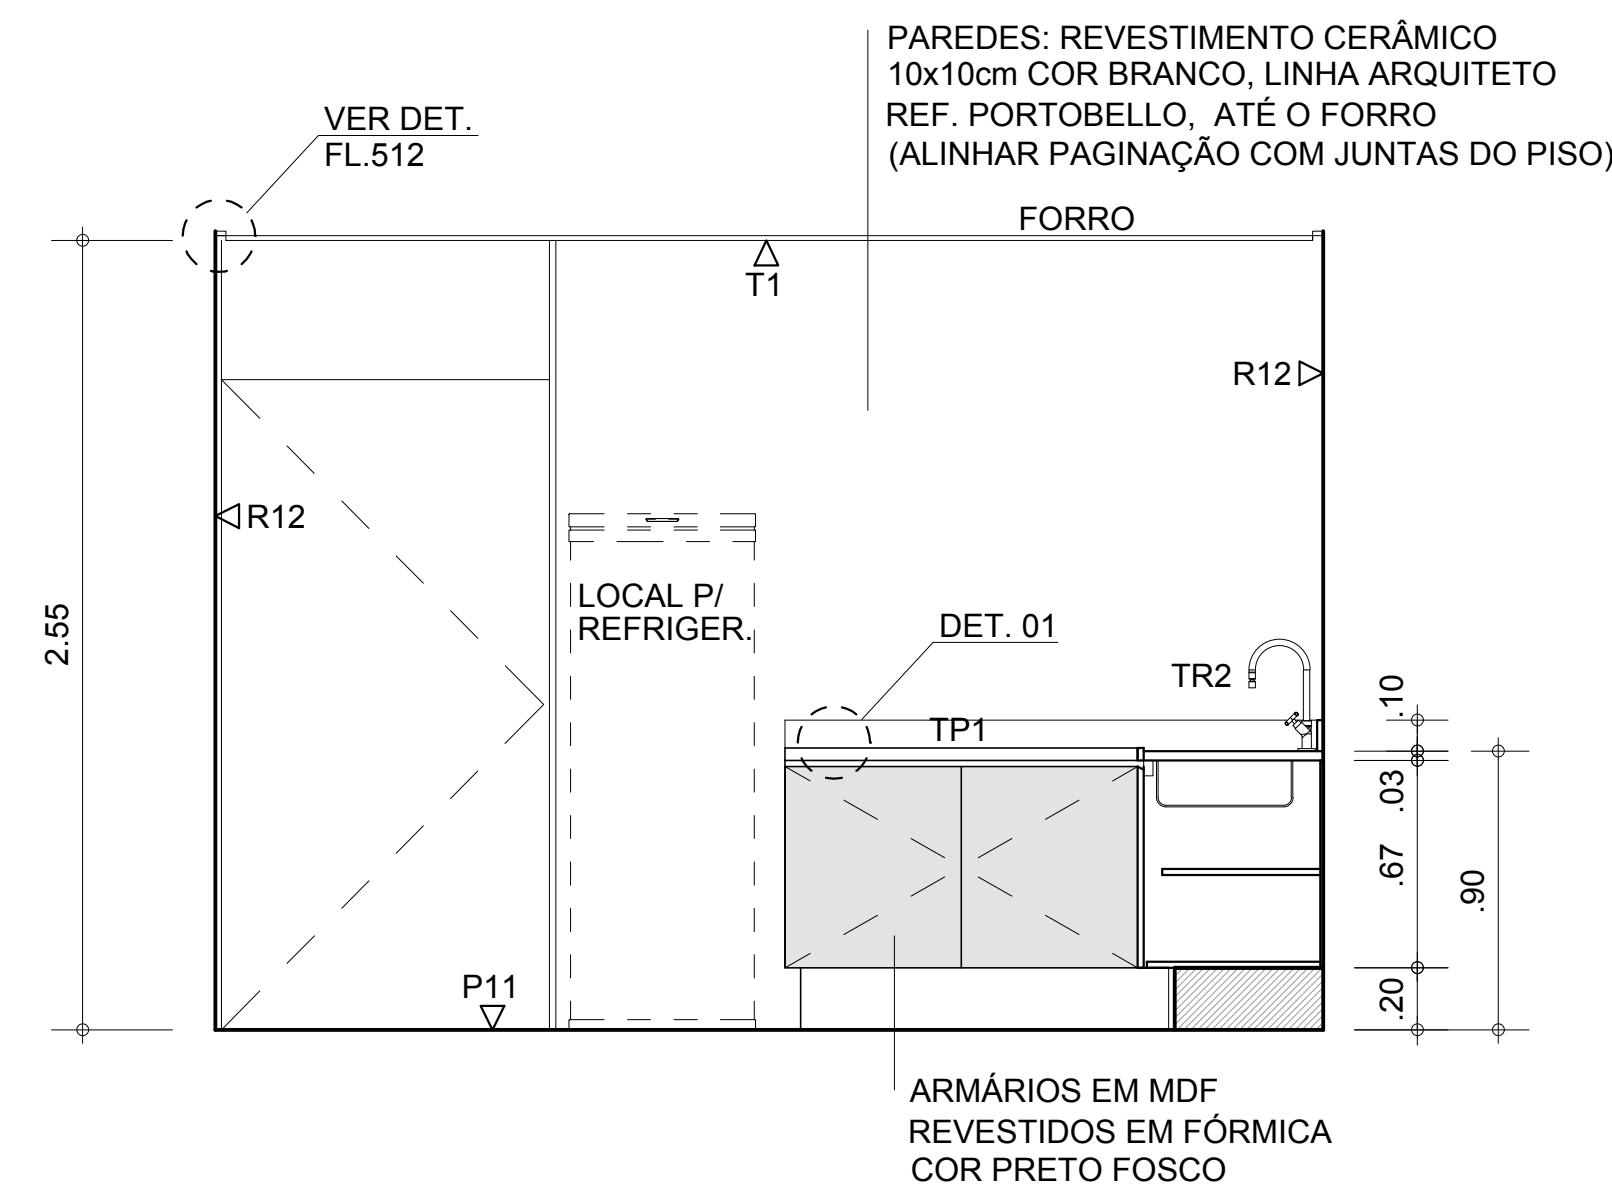 PAREDES: REVESTIMENTO CERÂMICO
10x10cm COR BRANCO, LINHA ARQUITETO
REF. PORTOBELLO, ATÉ O FORRO
(ALINHAR PAGINAÇÃO COM JUNTAS DO PISO)
VER DET.
FL.512
FORRO
T1
R12
R12
2.55
LOCAL P/
REFRIGER.
DET. 01
TR2
TP1
.10
.03
.67
.90
.20
P11
ARMÁRIOS EM MDF
REVESTIDOS EM FÓRMICA
COR PRETO FOSCO